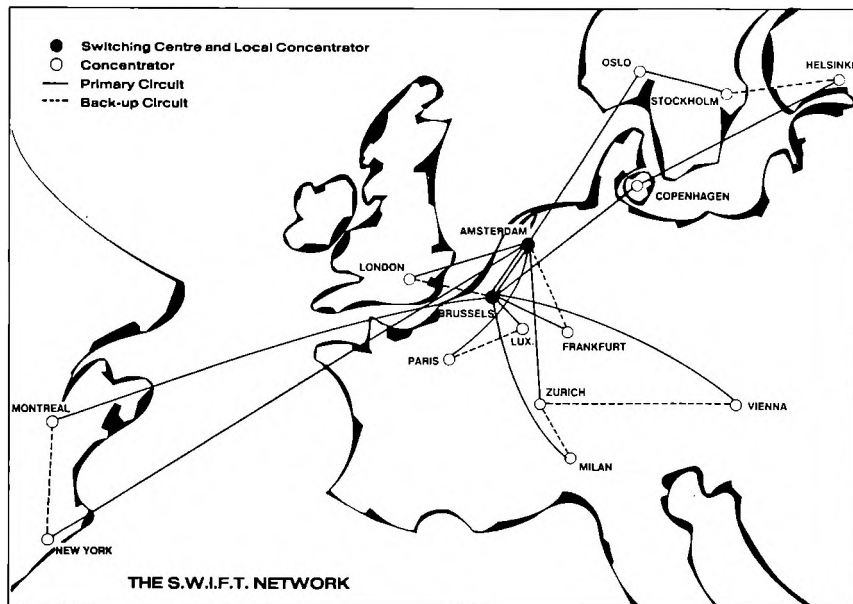 Switching Centre and Local Concentrator
Concentrator
Primary Circuit
Back-up Circuit
OSLO
HELSINKI
STOCKHOLM
COPENHAGEN
AMSTERDAM
LONDON
BRUSSELS
LUX.
FRANKFURT
PARIS
ZURICH
VIENNA
MONTREAL
MILAN
NEW YORK
THE S.W.I.F.T. NETWORK